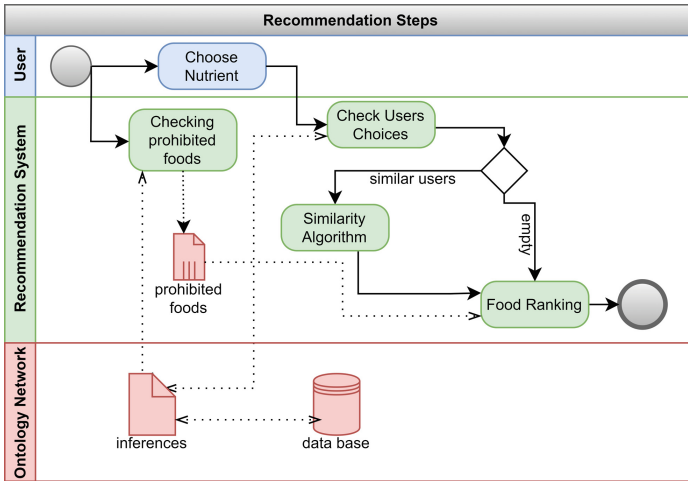 Recommendation Steps
User
Choose
Nutrient
Recommendation System
Checking
prohibited
foods
Check Users
Choices
similar users
Similarity
Algorithm
empty
prohibited
foods
Food Ranking
Ontology Network
inferences
data base